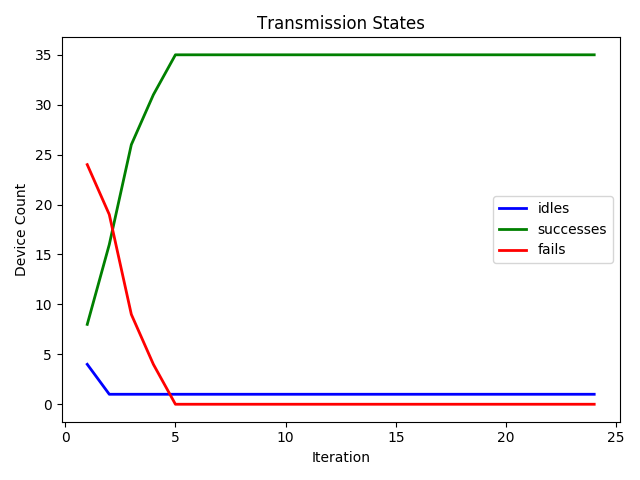 Transmission States
Device Count
35
30
25
20
15
10
5
0
idles
successes
fails
0 5 10 15 20 25
Iteration